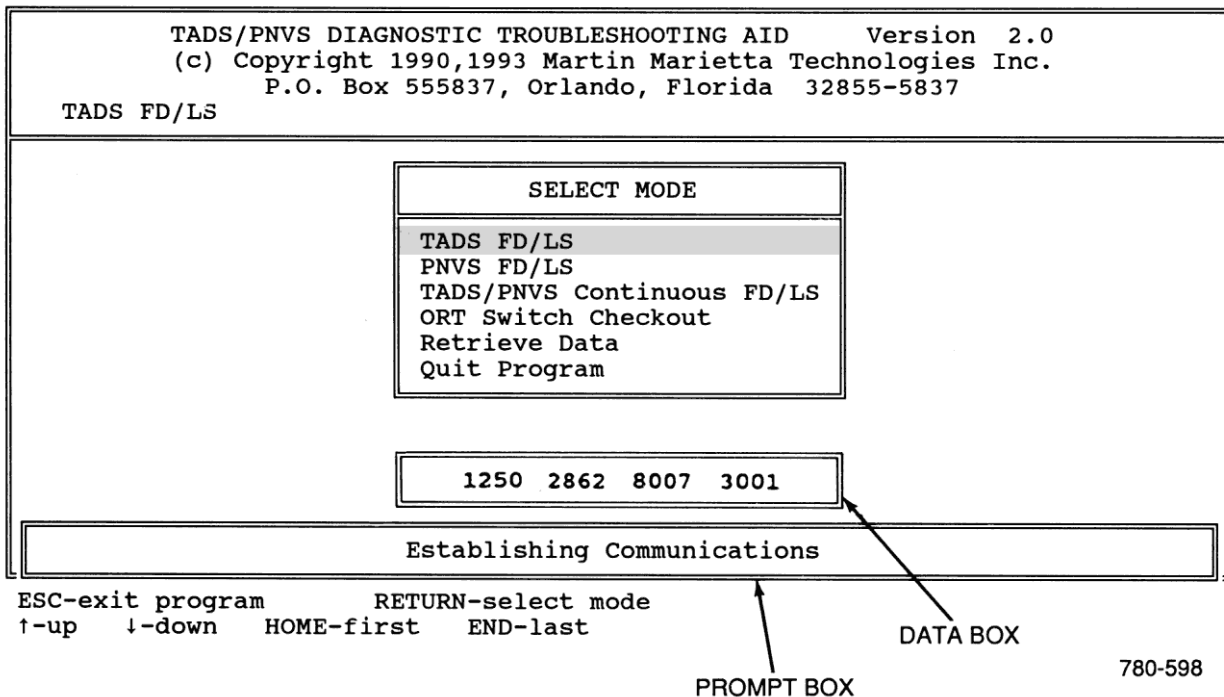 TADS/PNVS DIAGNOSTIC TROUBLESHOOTING AID Version 2.0
(c) Copyright 1990,1993 Martin Marietta Technologies Inc.
P.O. Box 555837, Orlando, Florida 32855-5837
TADS FD/LS
SELECT MODE
TADS FD/LS
PNVS FD/LS
TADS/PNVS Continuous FD/LS
ORT Switch Checkout
Retrieve Data
Quit Program
1250 2862 8007 3001
Establishing Communications
ESC-exit program RETURN-select mode
↑-up ↓-down HOME-first END-last
DATA BOX
PROMPT BOX
780-598